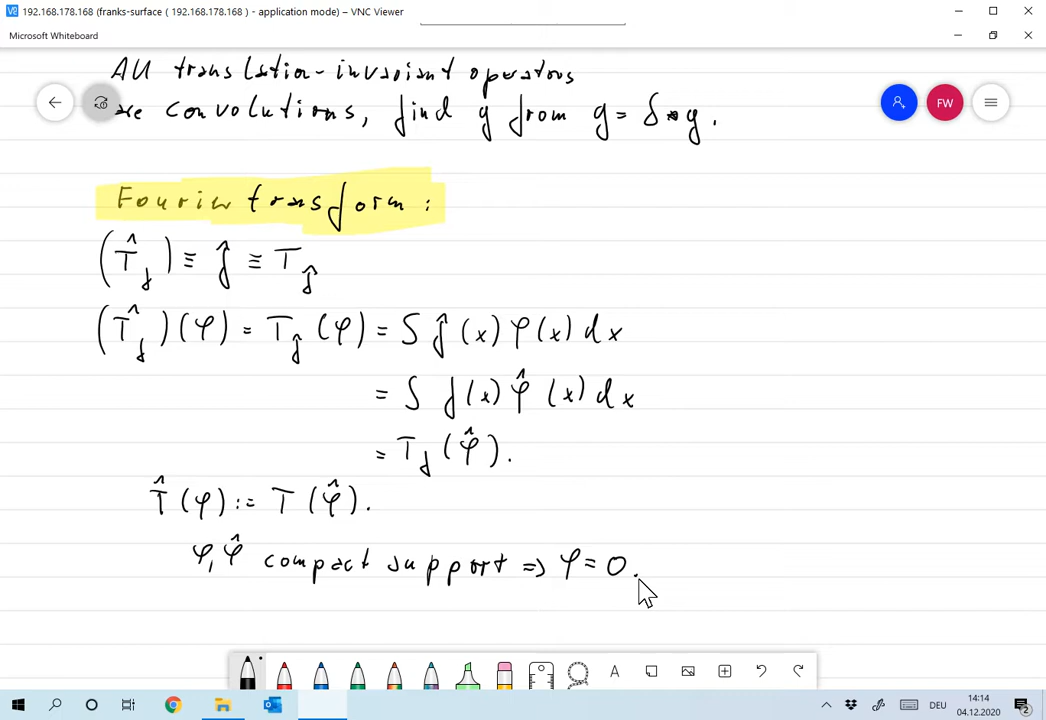 192.168.178.168 (franks-surface ( 192.168.178.168 ) - application mode) – VNC Viewer
Microsoft Whiteboard
All translation-invariant operators
are convolutions, find g from g = δ * g.
FW
Fourier transform:
(T̂_f) ≡ f̂ ≡ T_f̂
(T̂_f)(φ) = T_f̂(φ) = ∫ f̂(x) φ(x) dx
= ∫ f(x) φ̂(x) dx
= T_f(φ̂).
T̂(φ) := T(φ̂).
φ, φ̂ compact support ⇒ φ = 0.
A
DEU
14:14
04.12.2020
2